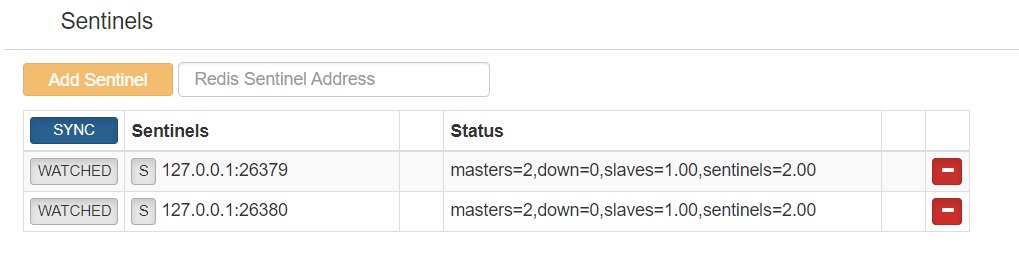 Sentinels
Add Sentinel Redis Sentinel Address
SYNC Sentinels Status
WATCHED S 127.0.0.1:26379 masters=2,down=0,slaves=1.00,sentinels=2.00
WATCHED S 127.0.0.1:26380 masters=2,down=0,slaves=1.00,sentinels=2.00